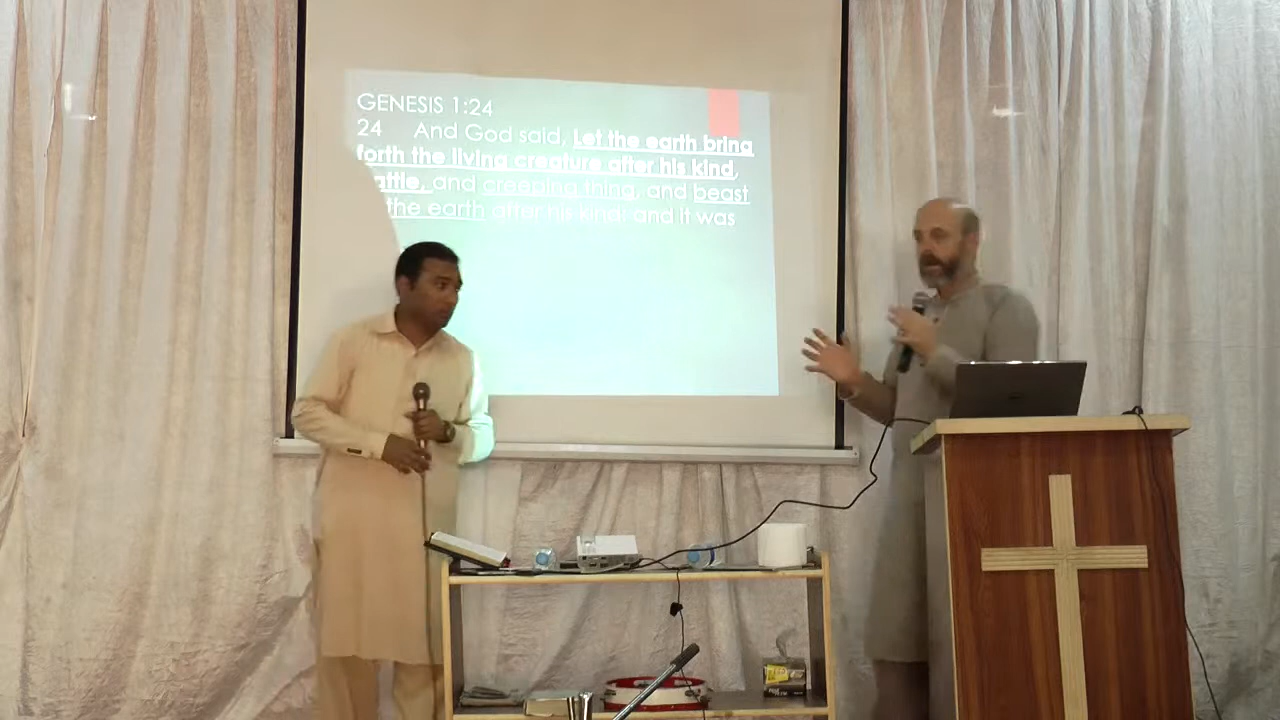 GENESIS 1:24
24 And God said, Let the earth bring
forth the living creature after his kind,
attle, and creeping thing, and beast
the earth after his kind: and it was